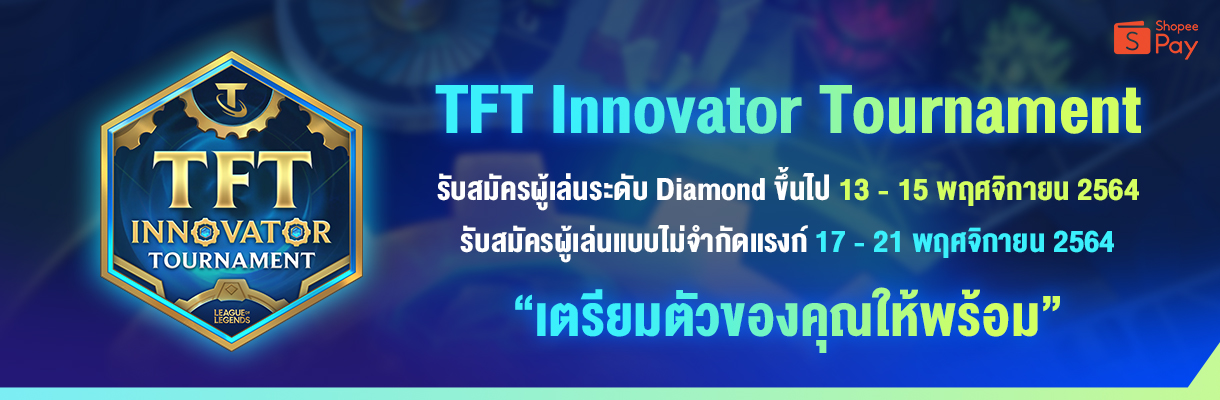 Shopee
Pay
S
TFT Innovator Tournament
รับสมัครผู้เล่นระดับ Diamond ขึ้นไป 13 - 15 พฤศจิกายน 2564
รับสมัครผู้เล่นแบบไม่จำกัดแรงก์ 17 - 21 พฤศจิกายน 2564
“เตรียมตัวของคุณให้พร้อม”
T
TFT
INNOVATOR
TOURNAMENT
LEAGUE OF
LEGENDS